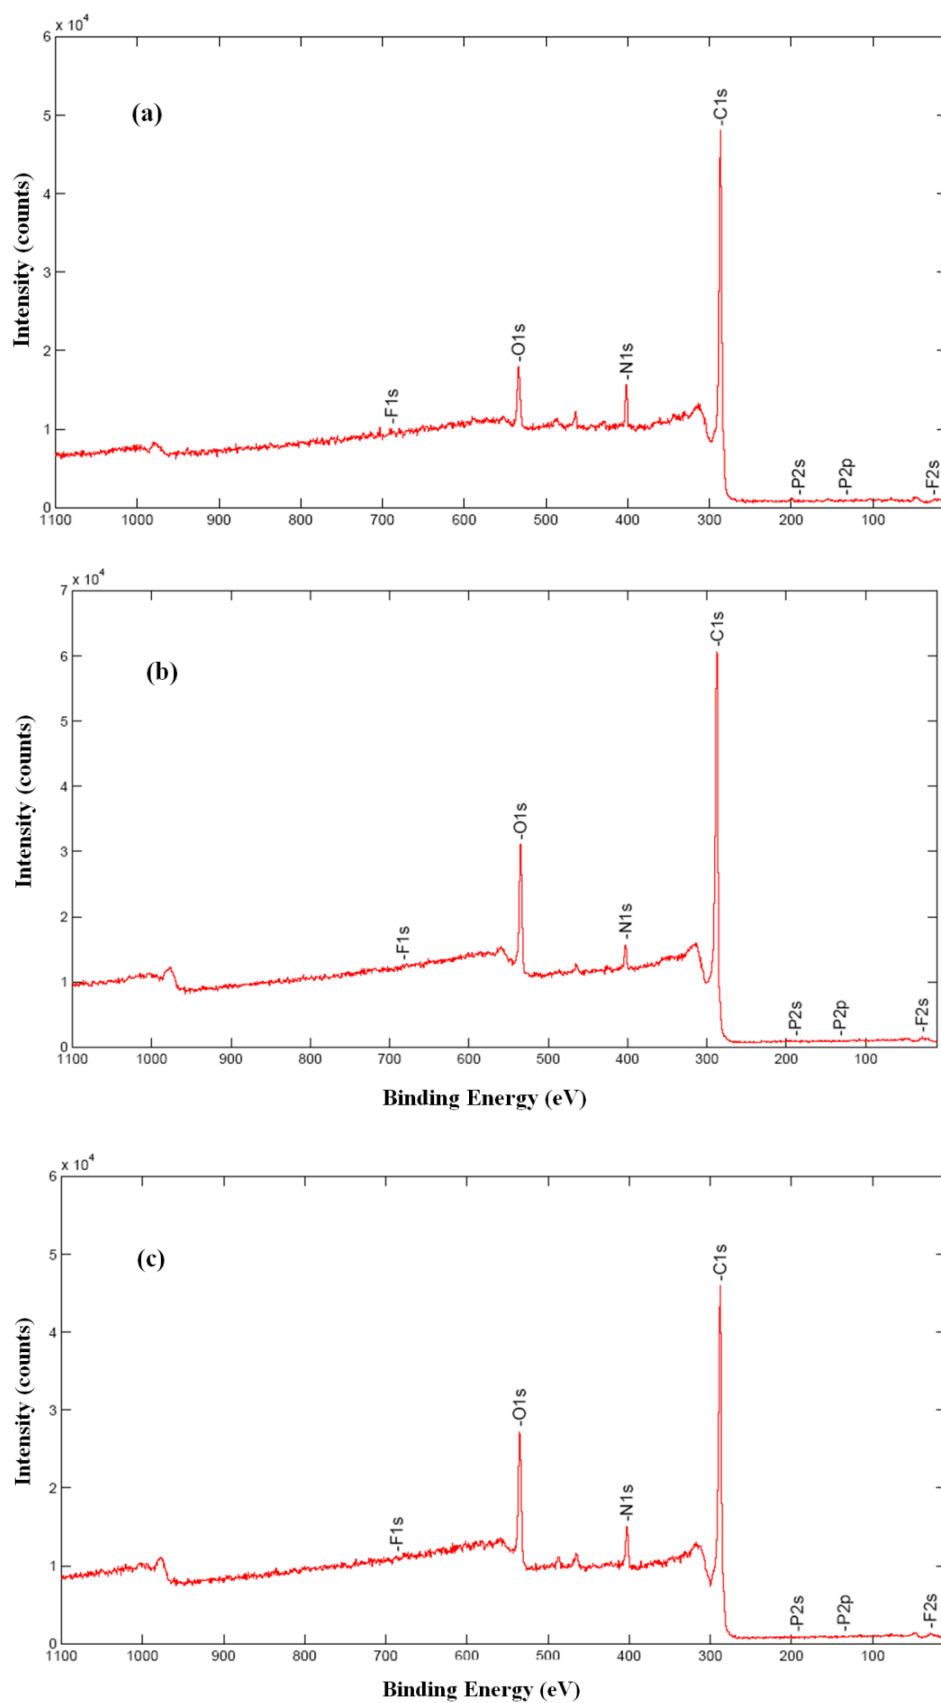 x 10⁴
6
5
4
3
2
1
0
Intensity (counts)
(a)
-F1s
-O1s
-N1s
-C1s
-P2s
-P2p
-F2s
1100 1000 900 800 700 600 500 400 300 200 100
x 10⁴
7
6
5
4
3
2
1
0
Intensity (counts)
(b)
-F1s
-O1s
-N1s
-C1s
-P2s
-P2p
-F2s
1100 1000 900 800 700 600 500 400 300 200 100
Binding Energy (eV)
x 10⁴
6
5
4
3
2
1
0
Intensity (counts)
(c)
-F1s
-O1s
-N1s
-C1s
-P2s
-P2p
-F2s
1100 1000 900 800 700 600 500 400 300 200 100
Binding Energy (eV)